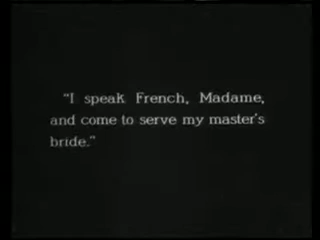 "I speak French, Madame,
and come to serve my master's
bride."